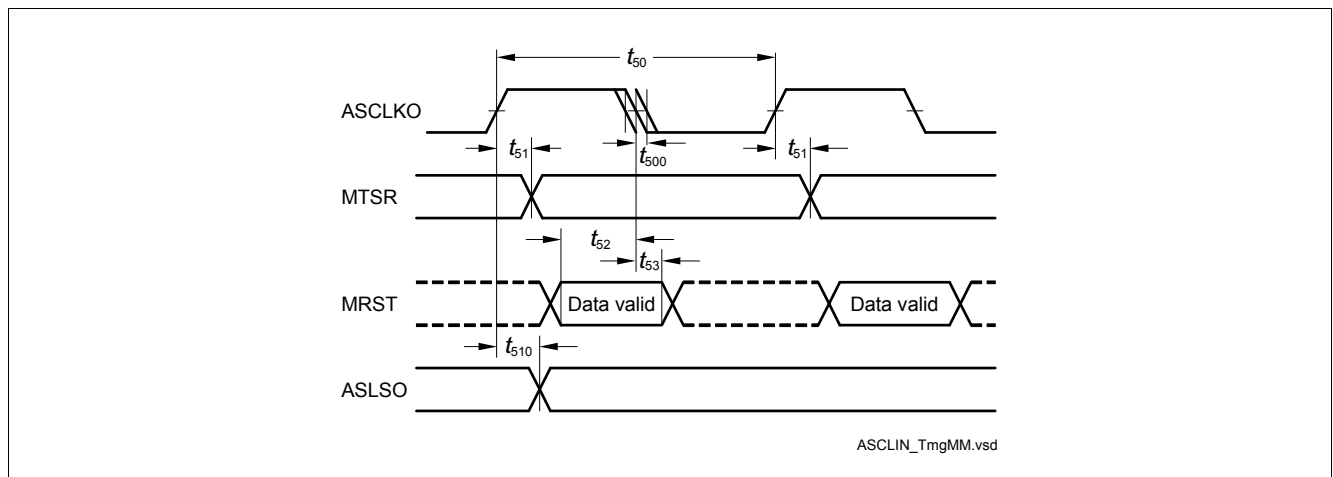 t50
ASCLKO
t51
t500
t51
MTSR
t52
t53
MRST
Data valid
Data valid
t510
ASLSO
ASCLIN_TmgMM.vsd